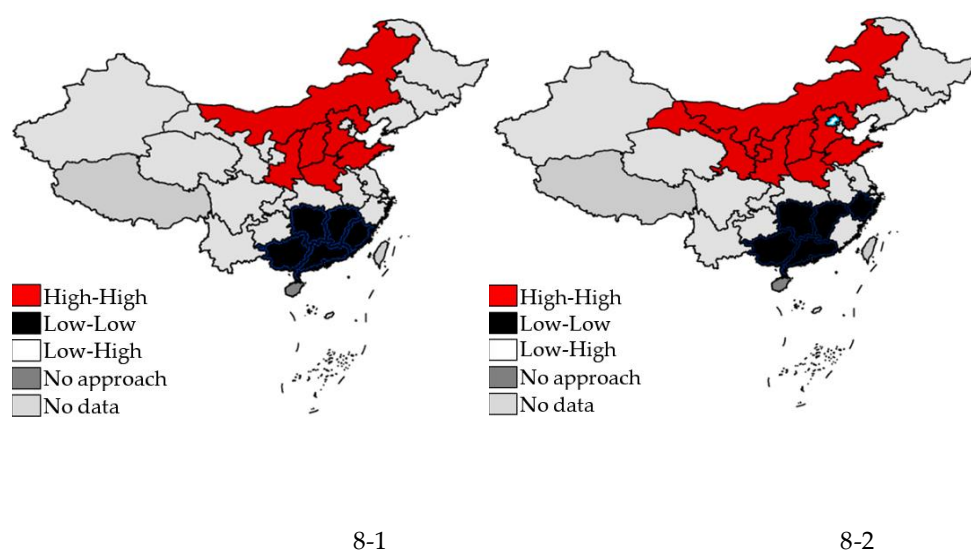 High-High
Low-Low
Low-High
No approach
No data
High-High
Low-Low
Low-High
No approach
No data
8-1
8-2